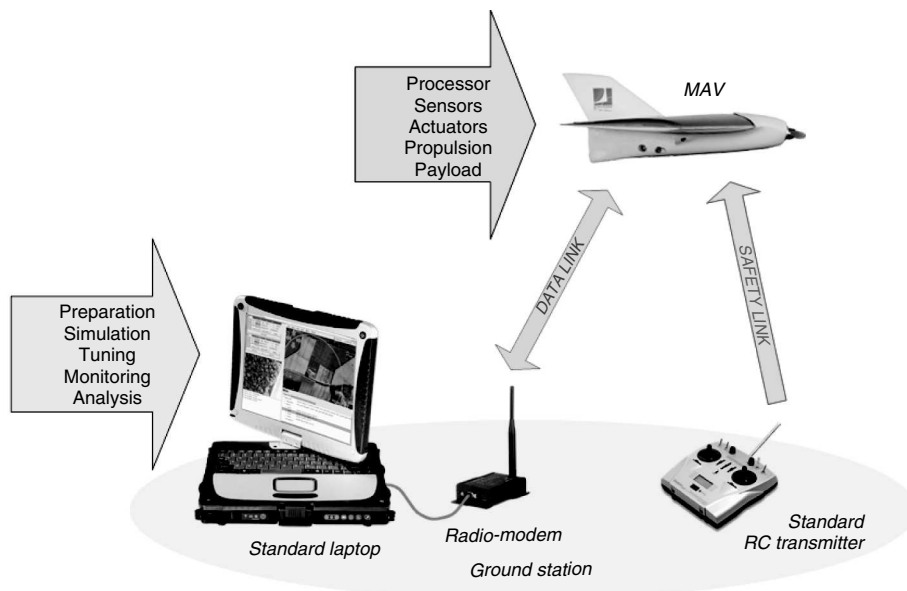 Processor
Sensors
Actuators
Propulsion
Payload
MAV
DATA LINK
SAFETY LINK
Preparation
Simulation
Tuning
Monitoring
Analysis
Standard laptop
Radio-modem
Standard
RC transmitter
Ground station